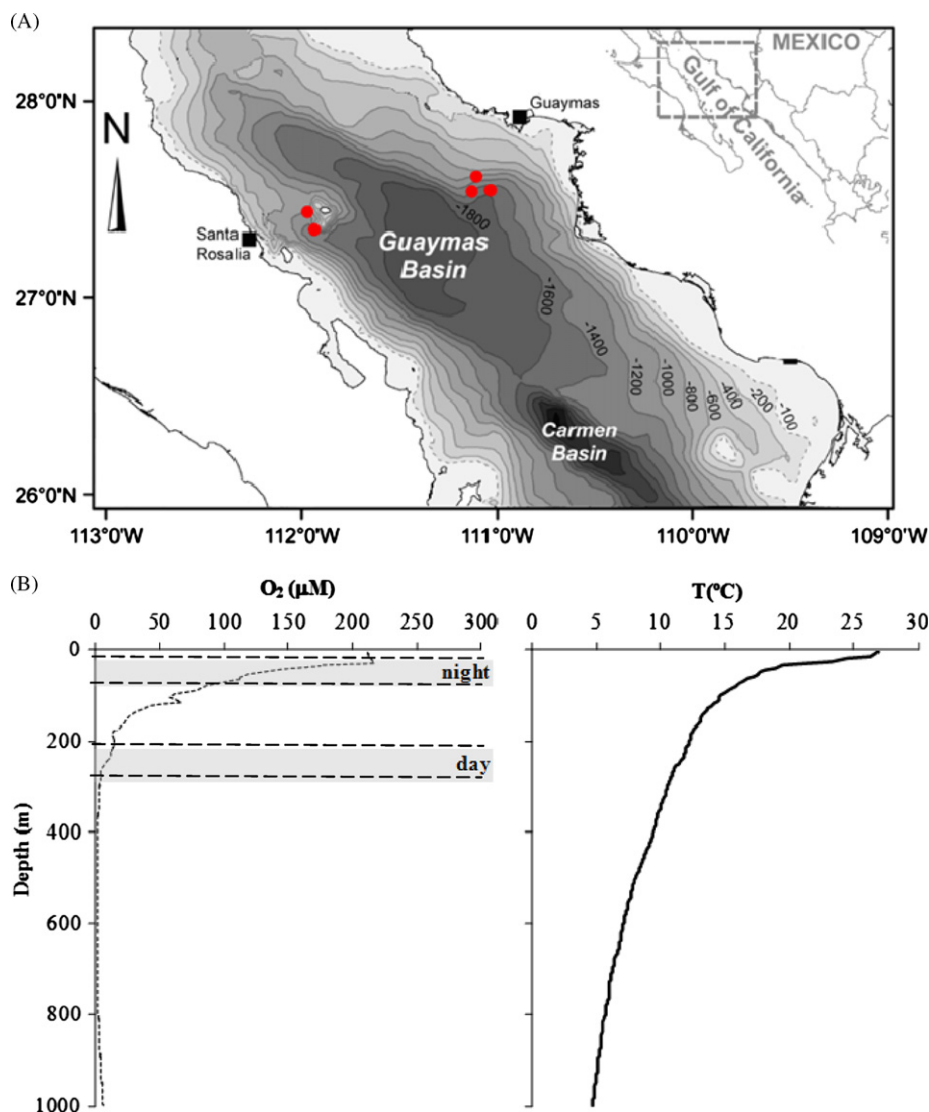 (A)
MEXICO
Gulf of California
28°0'N
27°0'N
26°0'N
N
Guaymas
Santa
Rosalia
-1800
Guaymas
Basin
-1600
-1400
-1200
-1000
-800
-600
-400
-200
-100
Carmen
Basin
113°0'W 112°0'W 111°0'W 110°0'W 109°0'W
(B)
O₂ (μM) T(ºC)
0 50 100 150 200 250 300 0 5 10 15 20 25 30
0
night
200
day
400
600
800
1000
Depth (m)